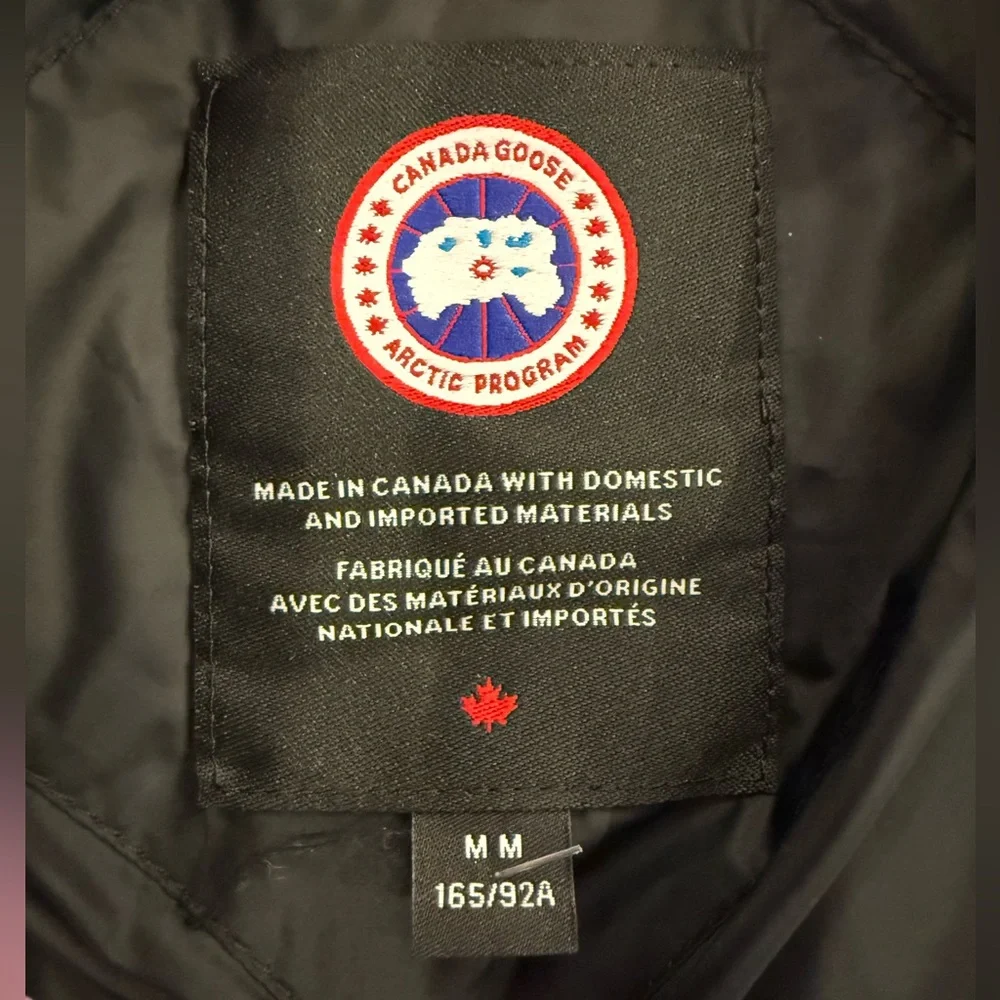 CANADA GOOSE
ARCTIC PROGRAM
MADE IN CANADA WITH DOMESTIC
AND IMPORTED MATERIALS
FABRIQUÉ AU CANADA
AVEC DES MATÉRIAUX D'ORIGINE
NATIONALE ET IMPORTÉS
M M
165/92A